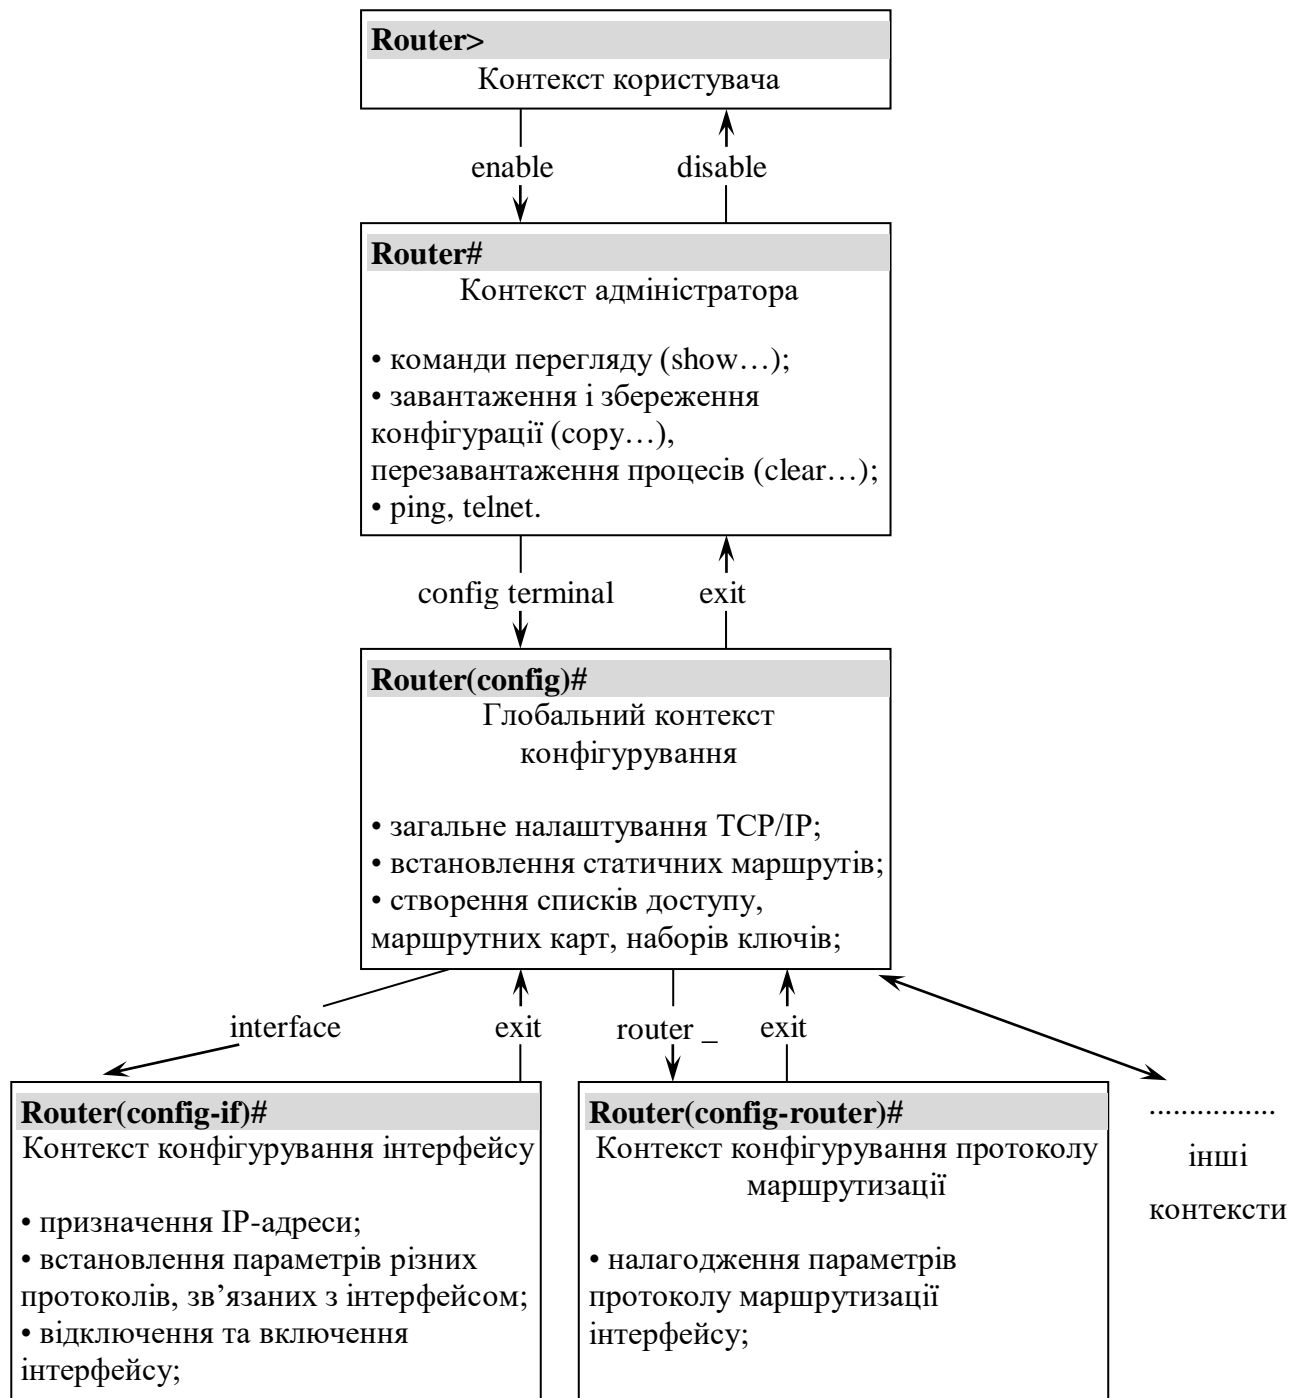 Router>
Контекст користувача
enable
disable
Router#
Контекст адміністратора
• команди перегляду (show…);
• завантаження і збереження
конфігурації (copy…),
перезавантаження процесів (clear…);
• ping, telnet.
config terminal
exit
Router(config)#
Глобальний контекст
конфігурування
• загальне налаштування TCP/IP;
• встановлення статичних маршрутів;
• створення списків доступу,
маршрутних карт, наборів ключів;
interface
exit
router _
exit
Router(config-if)#
Контекст конфігурування інтерфейсу
• призначення IP-адреси;
• встановлення параметрів різних
протоколів, зв’язаних з інтерфейсом;
• відключення та включення
інтерфейсу;
Router(config-router)#
Контекст конфігурування протоколу
маршрутизації
• налагодження параметрів
протоколу маршрутизації
інтерфейсу;
................
інші
контексти